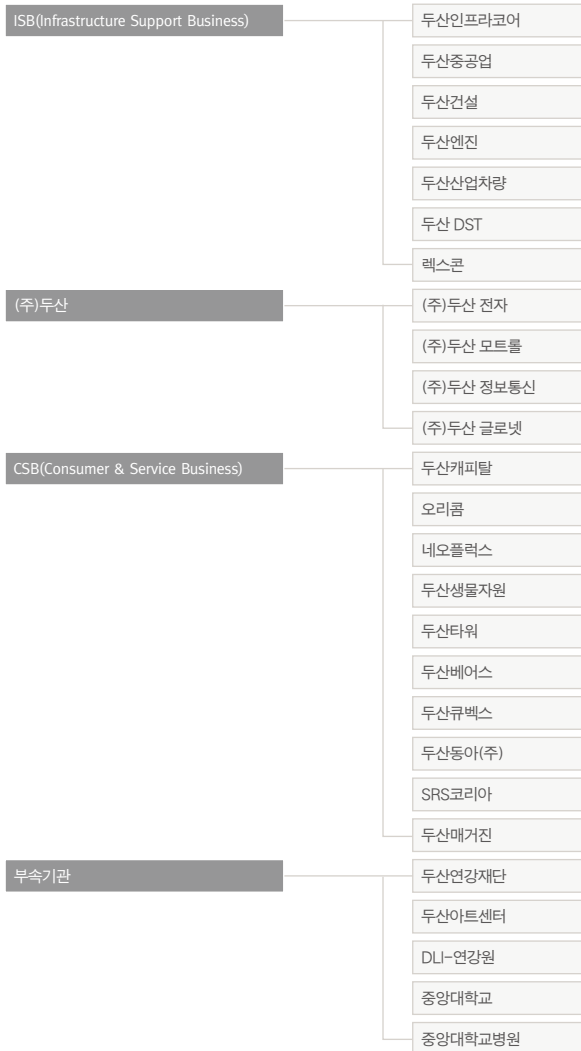 ISB(Infrastructure Support Business)
두산인프라코어
두산중공업
두산건설
두산엔진
두산산업차량
두산 DST
렉스콘
(주)두산
(주)두산 전자
(주)두산 모트롤
(주)두산 정보통신
(주)두산 글로넷
CSB(Consumer & Service Business)
두산캐피탈
오리콤
네오플럭스
두산생물자원
두산타워
두산베어스
두산큐벡스
두산동아(주)
SRS코리아
두산매거진
부속기관
두산연강재단
두산아트센터
DLI-연강원
중앙대학교
중앙대학교병원